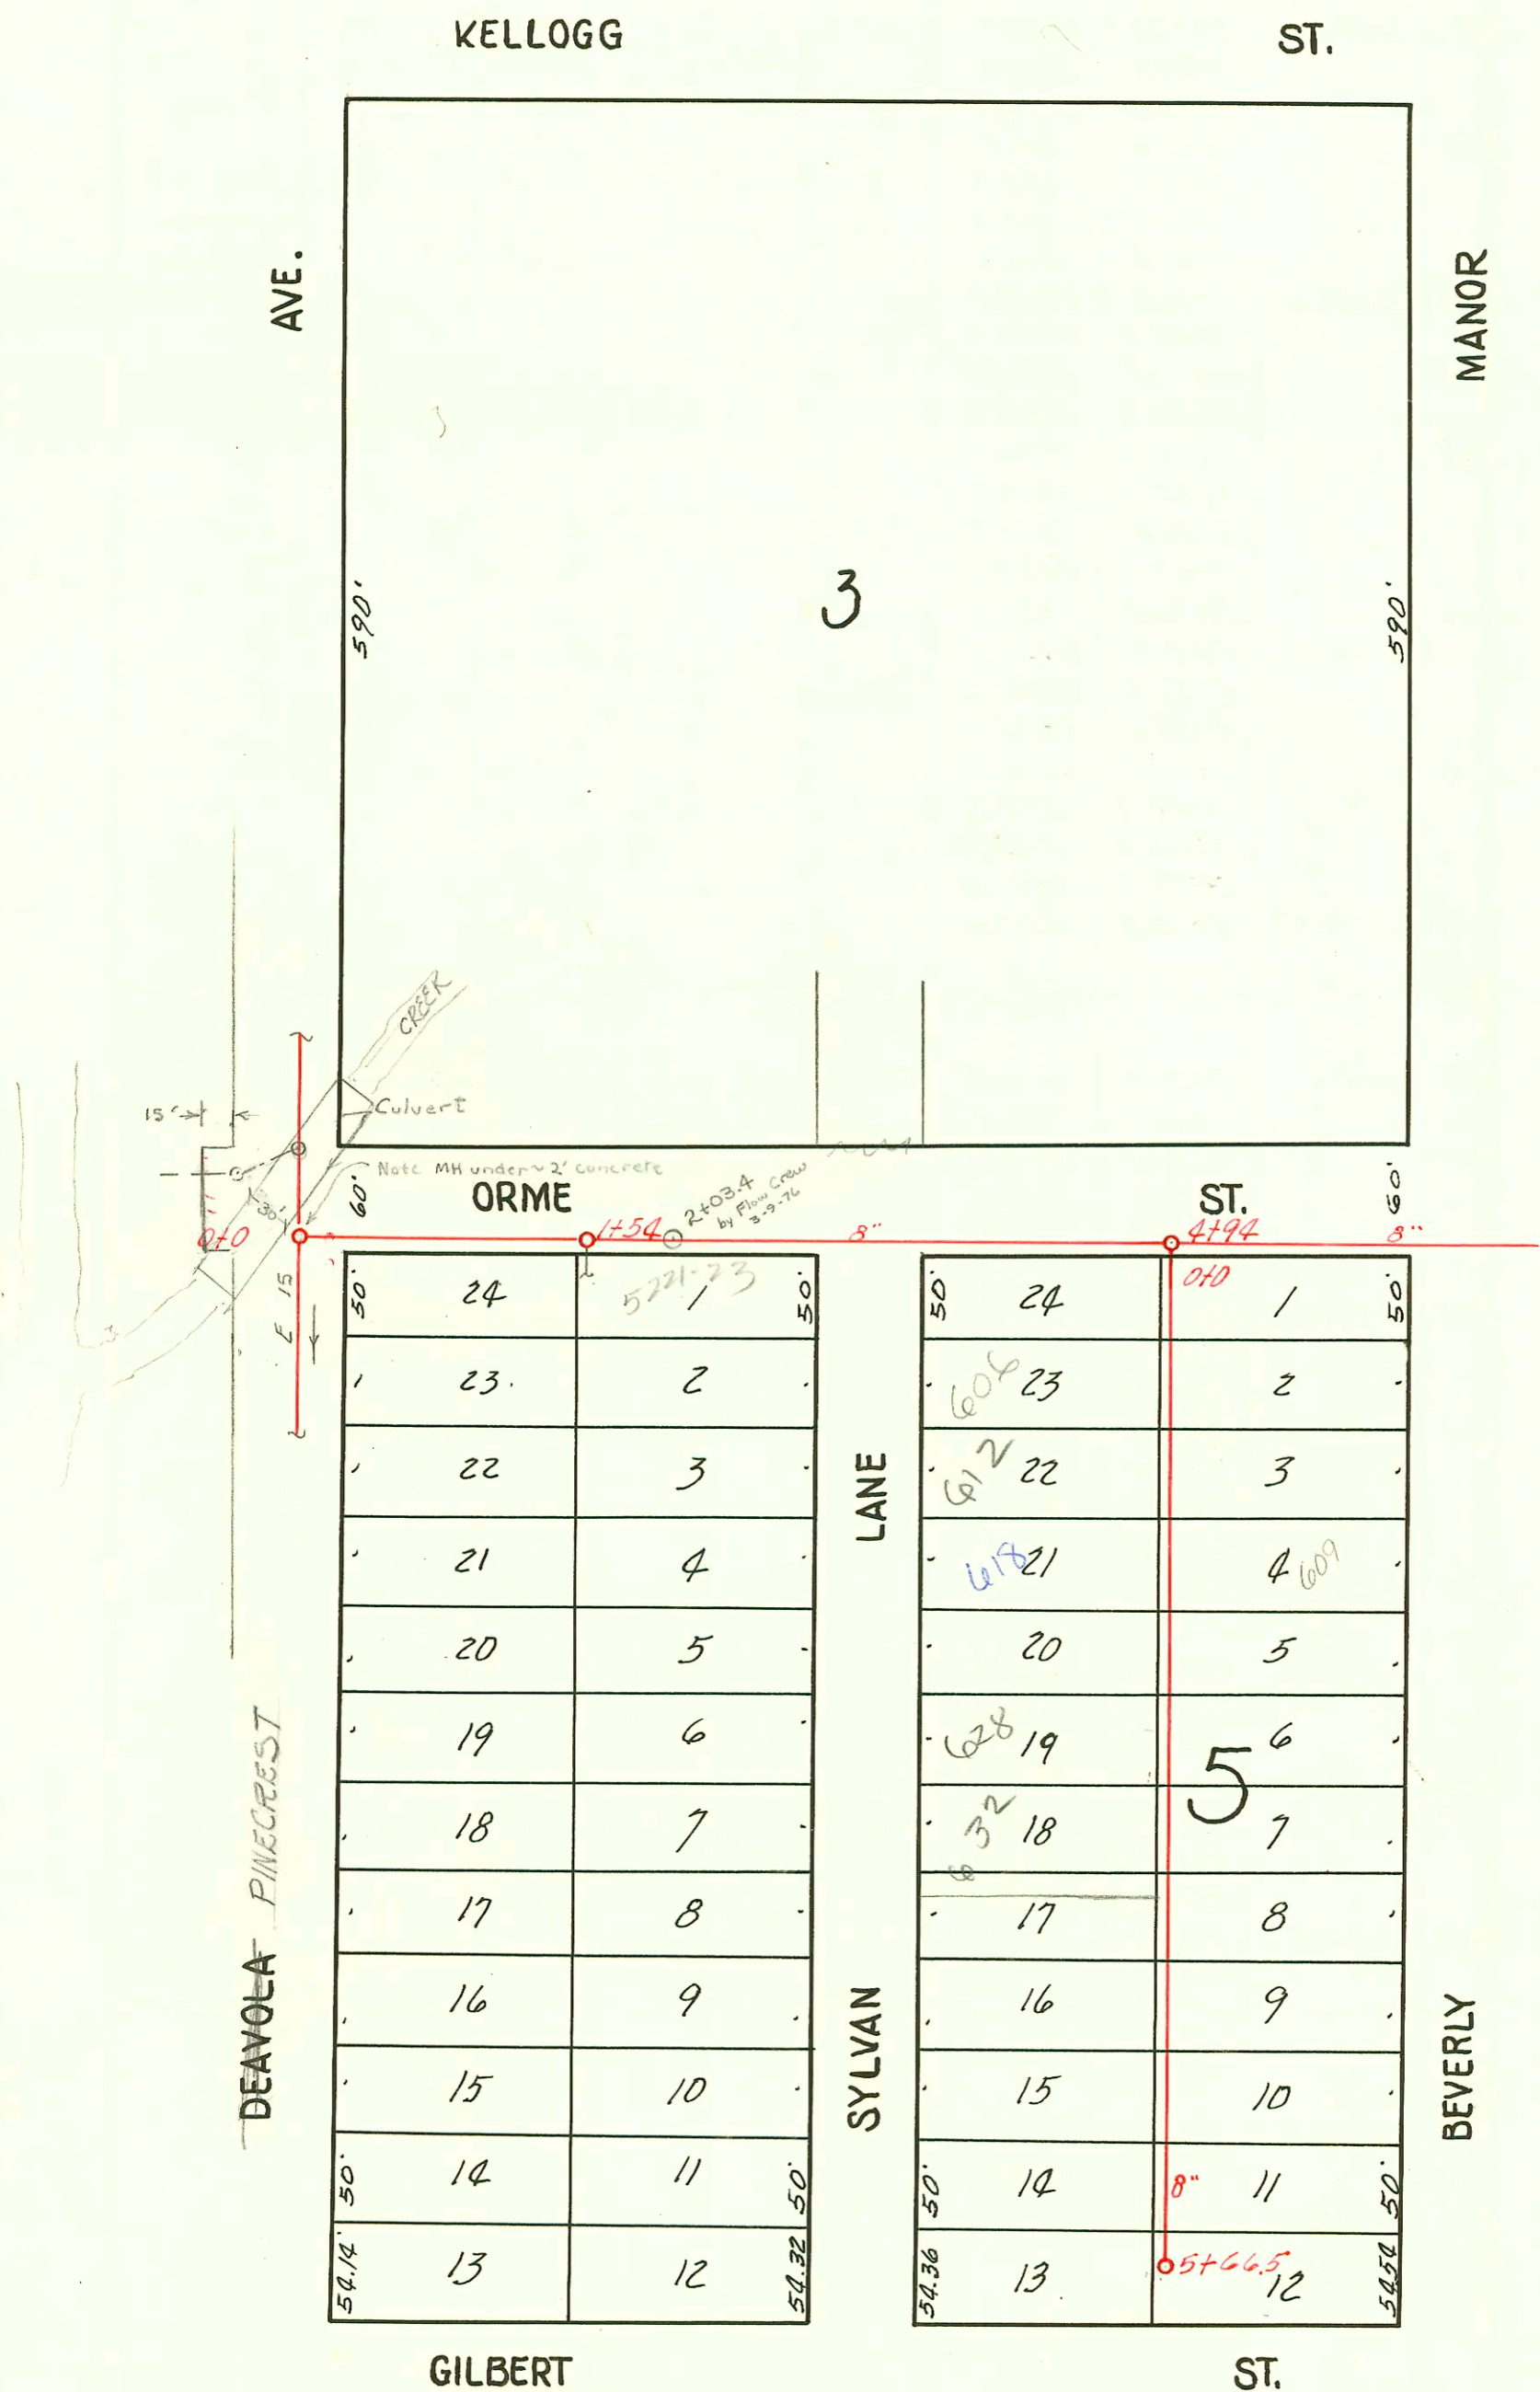 KELLOGG ST.
AVE.
MANOR
590'
3
590'
CREEK
15'
Culvert
Note MH under ~ 2' concrete
60'
ORME ST.
60'
2+03.4
by Flow Crew
3-9-76
30'
0+0
1+54
8"
4+94
8"
0+0
E 15
50' 24 1 50'
5221-23
50' 24 1 50'
23 2
606 23 2
22 3
612 22 3
LANE
21 4
618 21 4 609
20 5
20 5
19 6
628 19 6
5
18 7
632 18 7
17 8
17 8
PINECREST
DEAVOLA
16 9
16 9
SYLVAN
BEVERLY
15 10
15 10
50' 14 11 50'
50' 14 8" 11 50'
54.14' 13 12 54.32
54.36 13 5+66.5 12 54.54
GILBERT ST.